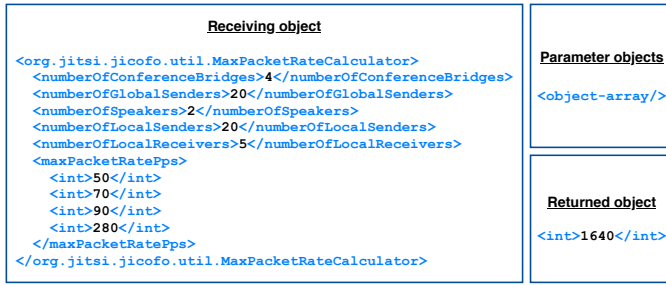 Receiving object
<org.jitsi.jicofo.util.MaxPacketRateCalculator>
<numberOfConferenceBridges>4</numberOfConferenceBridges>
<numberOfGlobalSenders>20</numberOfGlobalSenders>
<numberOfSpeakers>2</numberOfSpeakers>
<numberOfLocalSenders>20</numberOfLocalSenders>
<numberOfLocalReceivers>5</numberOfLocalReceivers>
<maxPacketRatePps>
<int>50</int>
<int>70</int>
<int>90</int>
<int>280</int>
</maxPacketRatePps>
</org.jitsi.jicofo.util.MaxPacketRateCalculator>
Parameter objects
<object-array/>
Returned object
<int>1640</int>